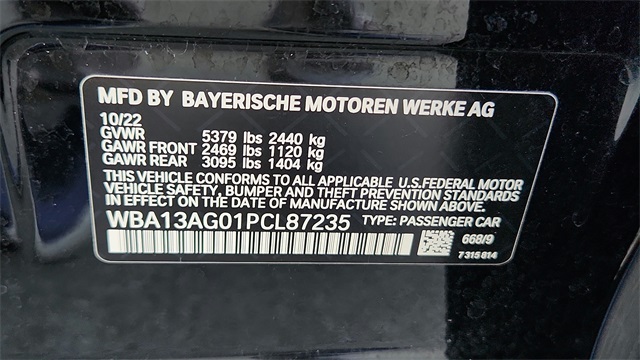 MFD BY BAYERISCHE MOTOREN WERKE AG
10/22
GVWR 5379 lbs 2440 kg
GAWR FRONT 2469 lbs 1120 kg
GAWR REAR 3095 lbs 1404 kg
THIS VEHICLE CONFORMS TO ALL APPLICABLE U.S.FEDERAL MOTOR
VEHICLE SAFETY, BUMPER AND THEFT PREVENTION STANDARDS
IN EFFECT ON THE DATE OF MANUFACTURE SHOWN ABOVE.
WBA13AG01PCL87235 TYPE: PASSENGER CAR
668/9
7315814